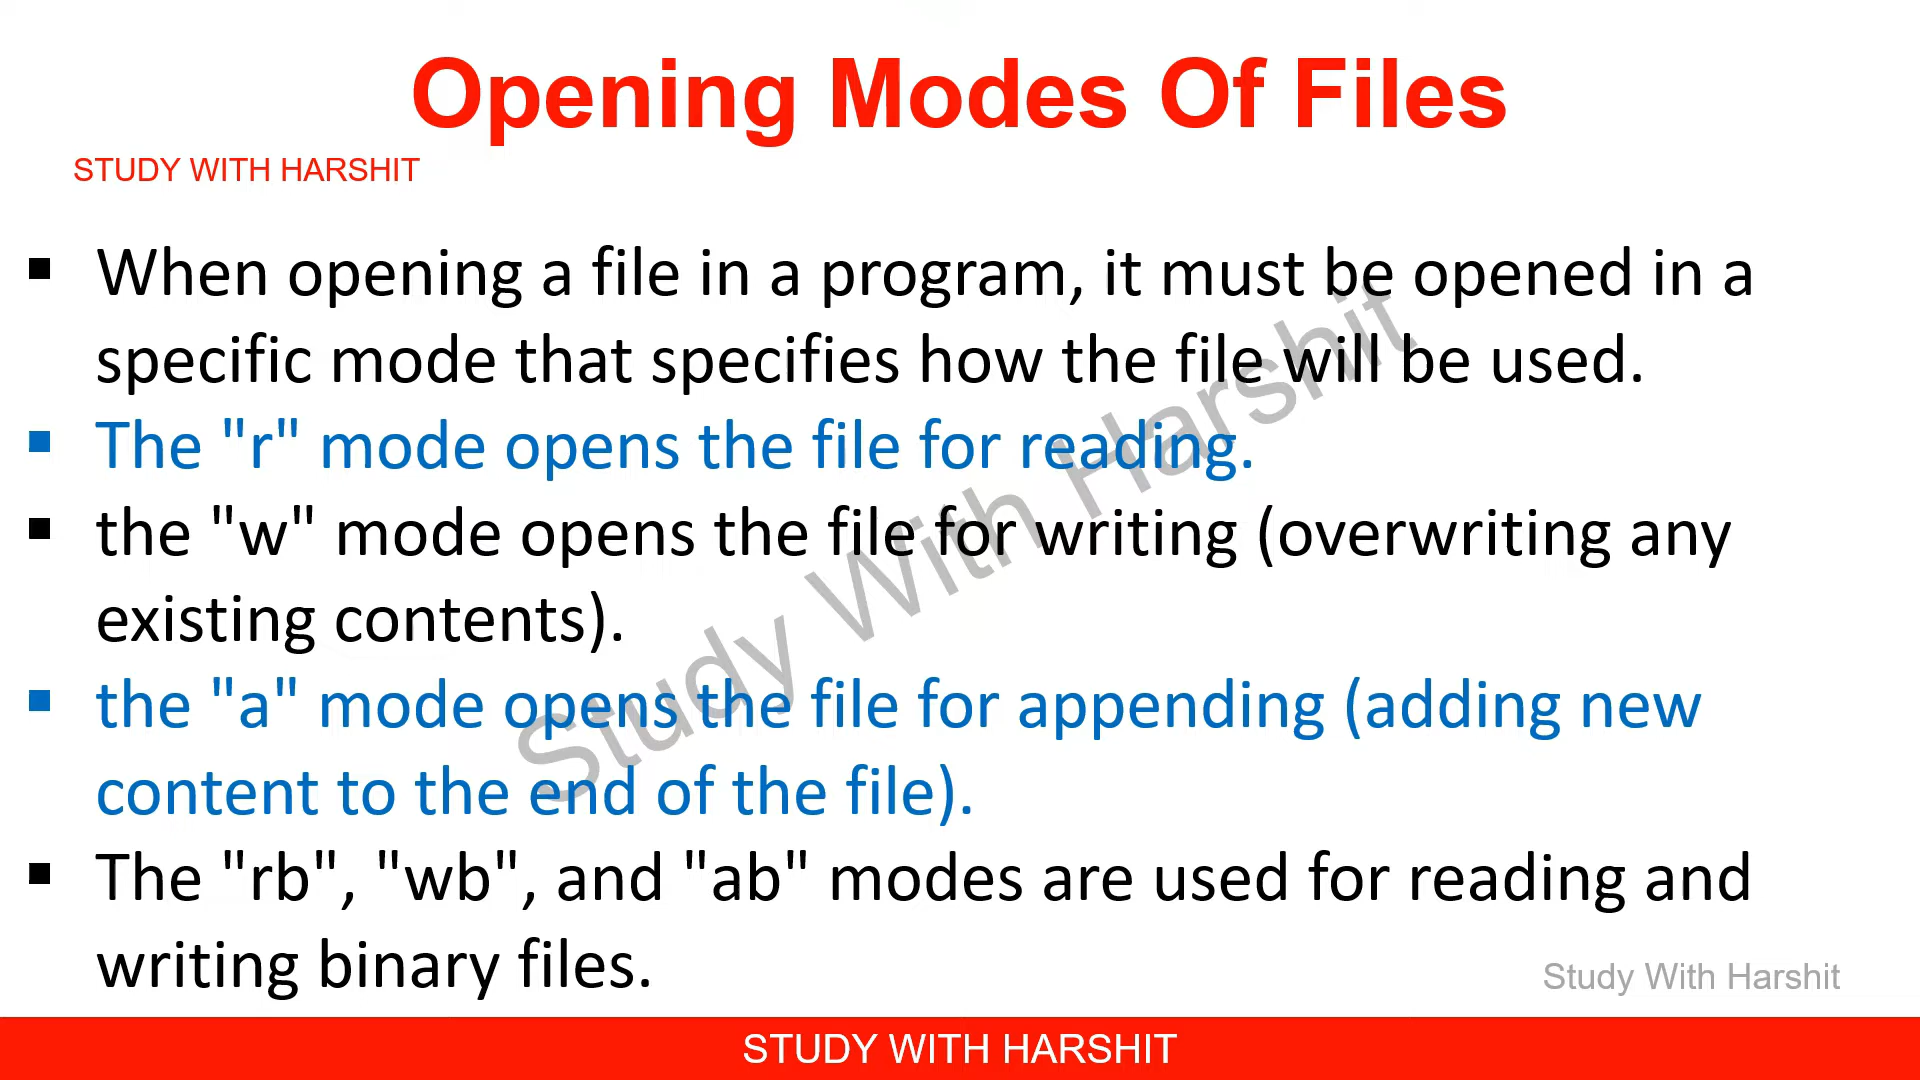 Opening Modes Of Files
STUDY WITH HARSHIT
▪ When opening a file in a program, it must be opened in a
specific mode that specifies how the file will be used.
▪ The "r" mode opens the file for reading.
▪ the "w" mode opens the file for writing (overwriting any
existing contents).
▪ the "a" mode opens the file for appending (adding new
content to the end of the file).
▪ The "rb", "wb", and "ab" modes are used for reading and
writing binary files.
Study With Harshit
Study With Harshit
STUDY WITH HARSHIT